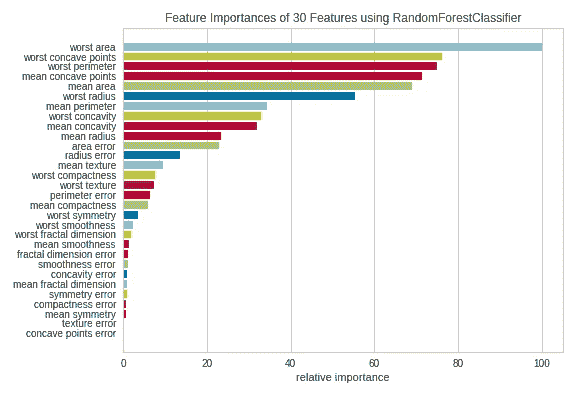 Feature Importances of 30 Features using RandomForestClassifier
worst area
worst concave points
worst perimeter
mean concave points
mean area
worst radius
mean perimeter
worst concavity
mean concavity
mean radius
area error
radius error
mean texture
worst compactness
worst texture
perimeter error
mean compactness
worst symmetry
worst smoothness
worst fractal dimension
mean smoothness
fractal dimension error
smoothness error
concavity error
mean fractal dimension
symmetry error
compactness error
mean symmetry
texture error
concave points error
0 20 40 60 80 100
relative importance